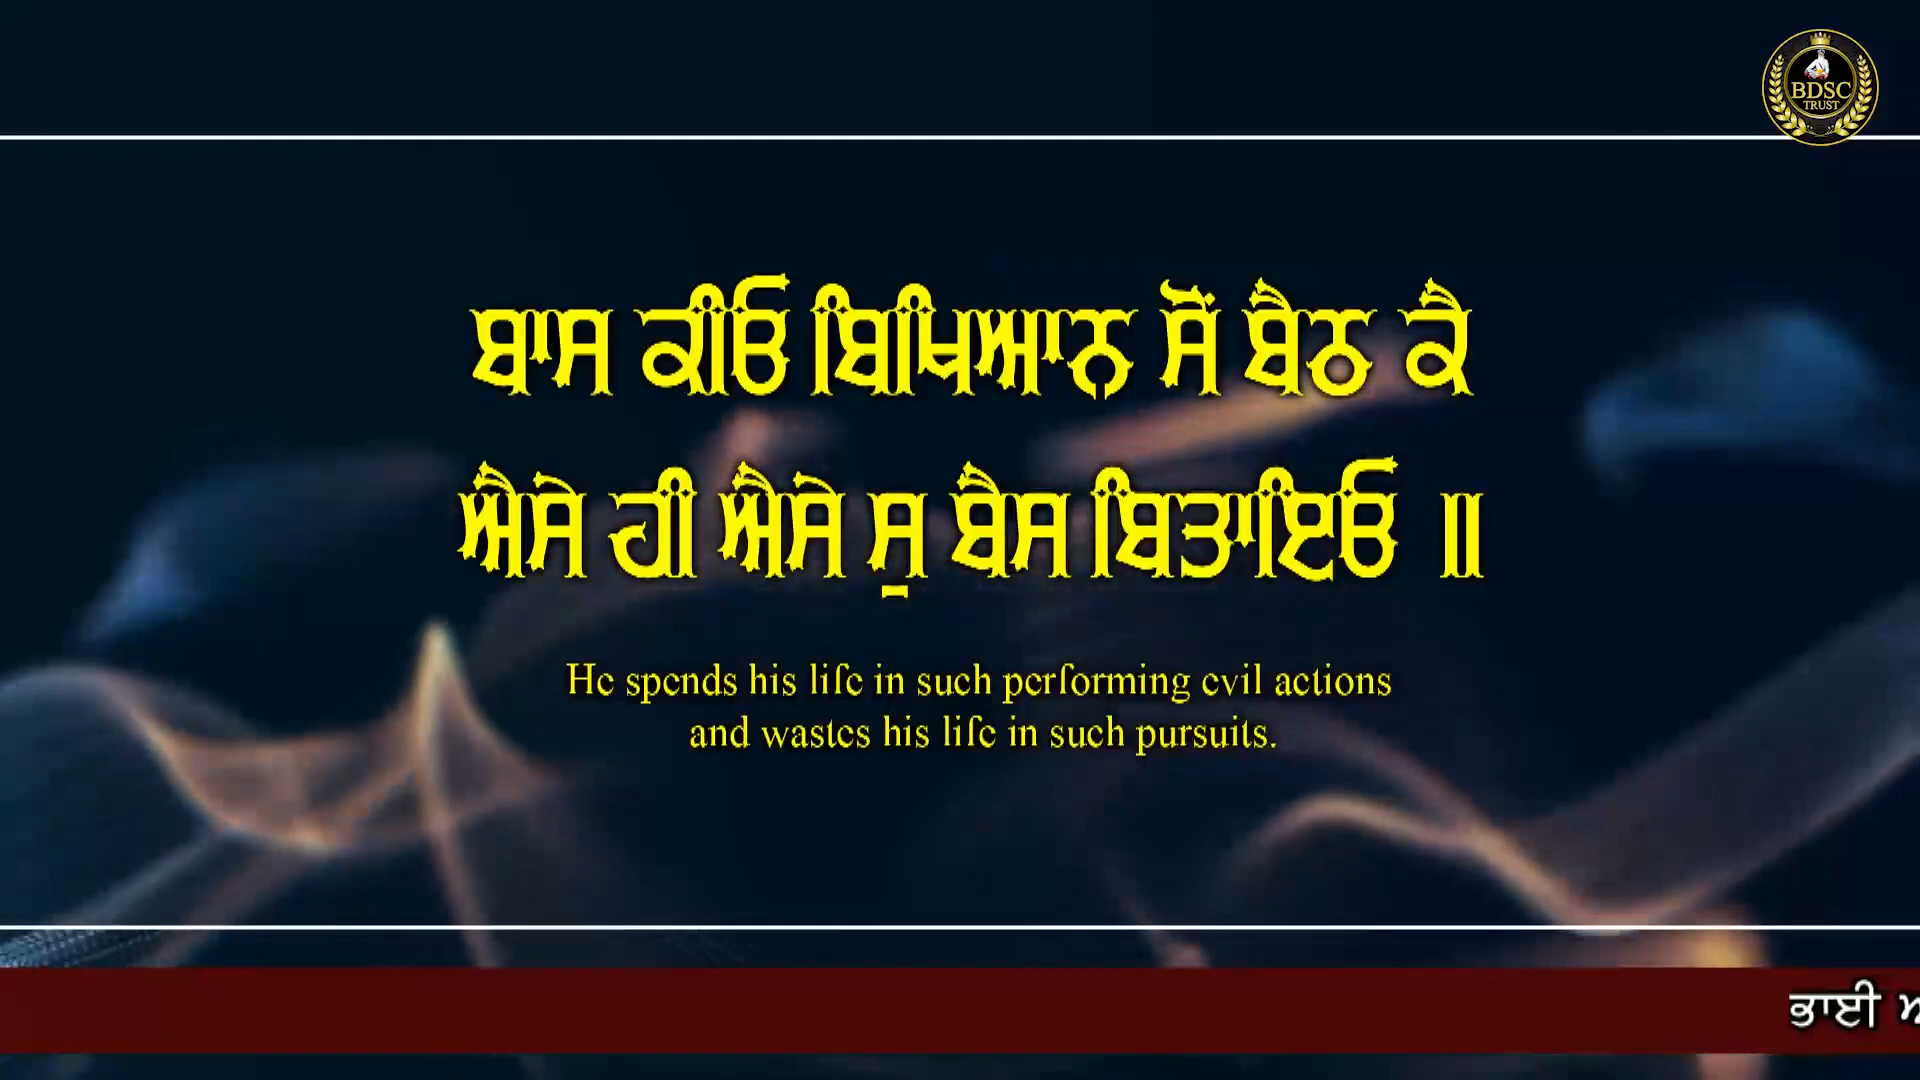 BDSC
TRUST
ਬਾਸ ਕੀਓ ਬਿਖਿਆਨ ਸੋਂ ਬੈਠ ਕੈ
ਐਸੇ ਹੀ ਐਸੇ ਸੁ ਬੈਸ ਬਿਤਾਇਓ ॥
He spends his life in such performing evil actions
and wastes his life in such pursuits.
ਭਾਈ